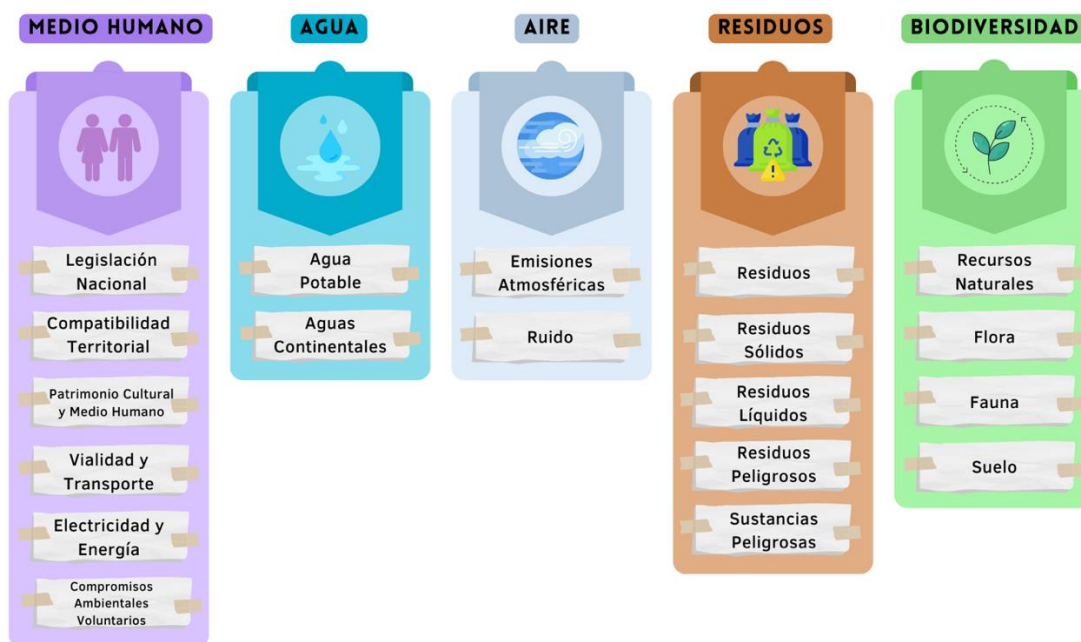 MEDIO HUMANO
Legislación
Nacional
Compatibilidad
Territorial
Patrimonio Cultural
y Medio Humano
Vialidad y
Transporte
Electricidad y
Energía
Compromisos
Ambientales
Voluntarios
AGUA
Agua
Potable
Aguas
Continentales
AIRE
Emisiones
Atmosféricas
Ruido
RESIDUOS
Residuos
Residuos
Sólidos
Residuos
Líquidos
Residuos
Peligrosos
Sustancias
Peligrosas
BIODIVERSIDAD
Recursos
Naturales
Flora
Fauna
Suelo